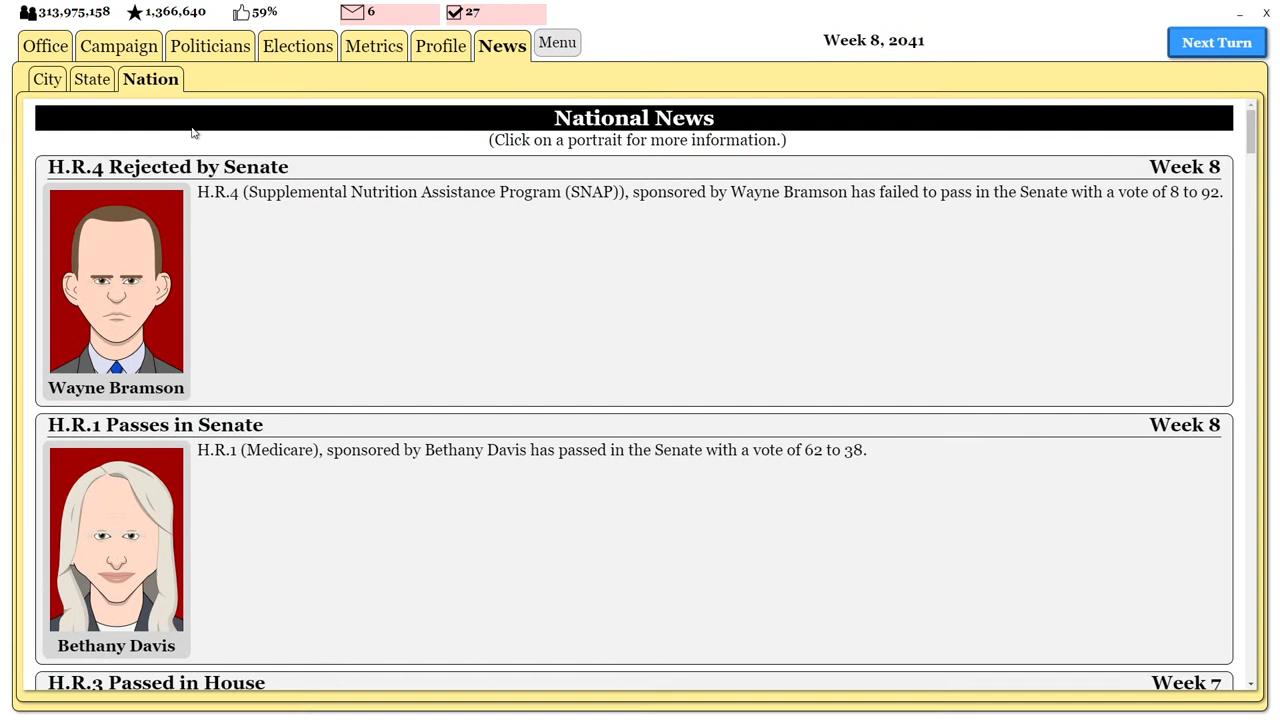 313,975,158 1,366,640 59% 6 27 _ X
Office Campaign Politicians Elections Metrics Profile News Menu Week 8, 2041 Next Turn
City State Nation
National News
(Click on a portrait for more information.)
H.R.4 Rejected by Senate Week 8
H.R.4 (Supplemental Nutrition Assistance Program (SNAP)), sponsored by Wayne Bramson has failed to pass in the Senate with a vote of 8 to 92.
Wayne Bramson
H.R.1 Passes in Senate Week 8
H.R.1 (Medicare), sponsored by Bethany Davis has passed in the Senate with a vote of 62 to 38.
Bethany Davis
H.R.3 Passed in House Week 7